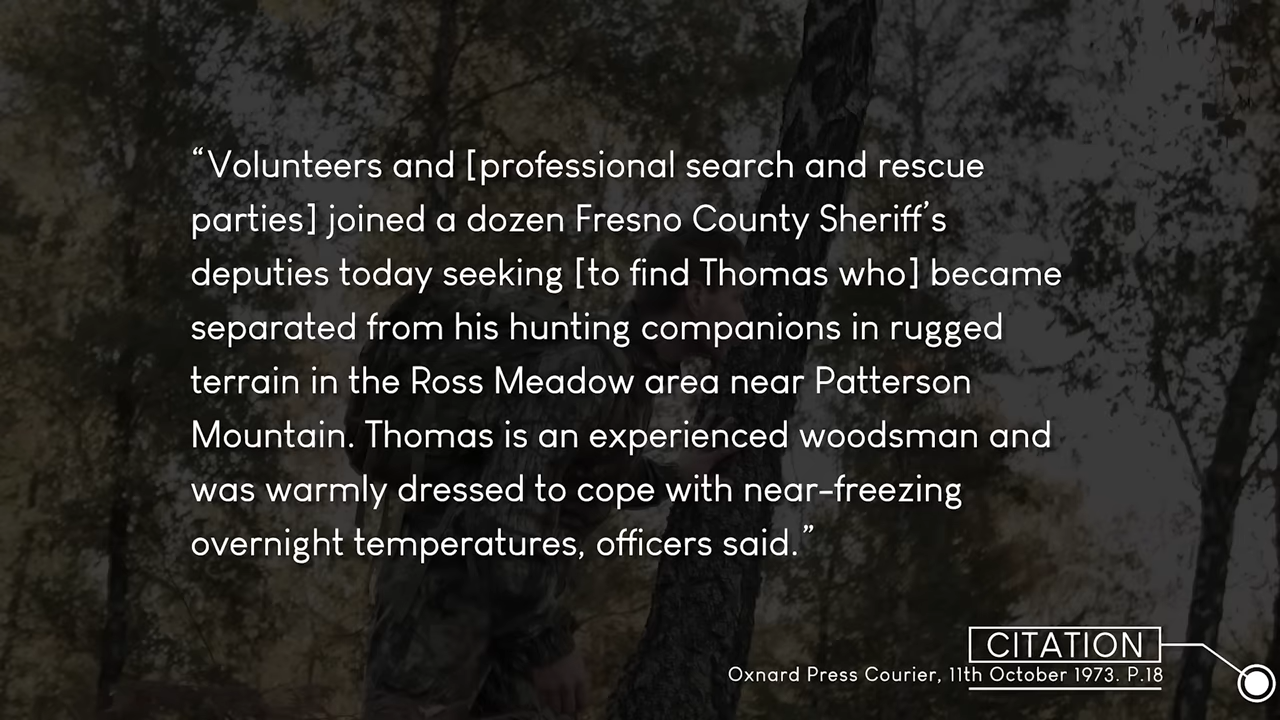 “Volunteers and [professional search and rescue
parties] joined a dozen Fresno County Sheriff’s
deputies today seeking [to find Thomas who] became
separated from his hunting companions in rugged
terrain in the Ross Meadow area near Patterson
Mountain. Thomas is an experienced woodsman and
was warmly dressed to cope with near-freezing
overnight temperatures, officers said.”
CITATION
Oxnard Press Courier, 11th October 1973. P.18